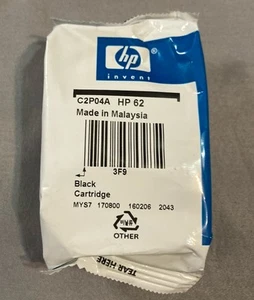 hp
invent
C2P04A HP 62
Made in Malaysia
3F9
Black
Cartridge
MYS7 170800 160206 2043
OTHER
TEAR HERE